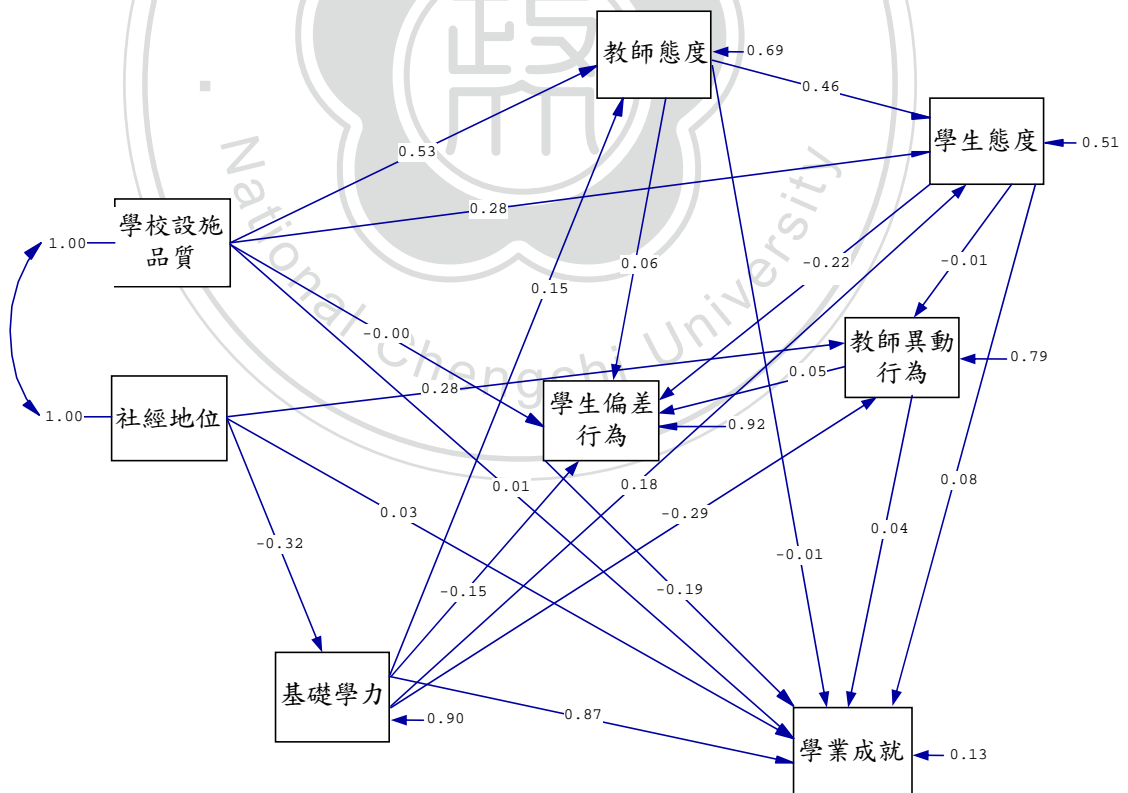 教師態度
0.69
0.46
學生態度
0.51
0.53
0.28
學校設施
品質
1.00
0.06
-0.22
-0.01
0.15
-0.00
教師異動
行為
0.79
0.05
0.28
社經地位
1.00
學生偏差
行為
0.92
0.01
0.18
0.08
0.03
-0.29
0.04
-0.32
-0.01
-0.15
-0.19
基礎學力
0.90
0.87
學業成就
0.13
National Chengchi University
政